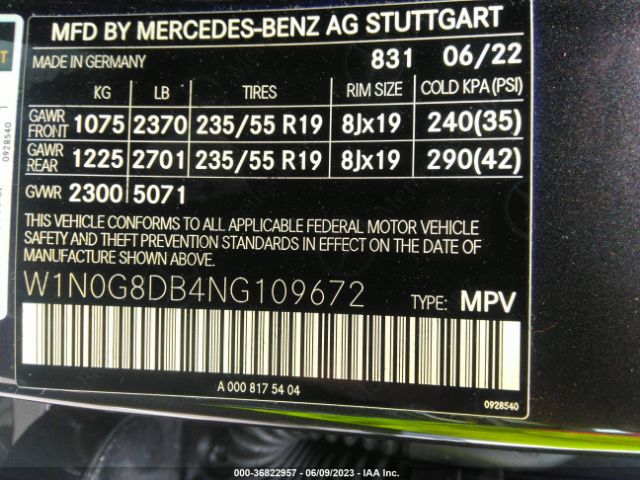 MFD BY MERCEDES-BENZ AG STUTTGART
MADE IN GERMANY 831 06/22
KG LB TIRES RIM SIZE COLD KPA(PSI)
GAWR FRONT 1075 2370 235/55 R19 8Jx19 240(35)
GAWR REAR 1225 2701 235/55 R19 8Jx19 290(42)
GVWR 2300 5071
THIS VEHICLE CONFORMS TO ALL APPLICABLE FEDERAL MOTOR VEHICLE
SAFETY AND THEFT PREVENTION STANDARDS IN EFFECT ON THE DATE OF
MANUFACTURE SHOWN ABOVE.
W1N0G8DB4NG109672 TYPE: MPV
A 000 817 54 04
0928540
0928540
000-36822957 - 06/09/2023 - IAA Inc.